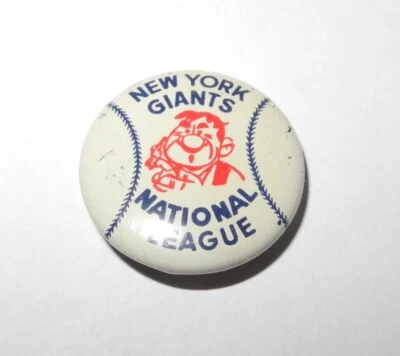 NEW YORK
GIANTS
NATIONAL
LEAGUE